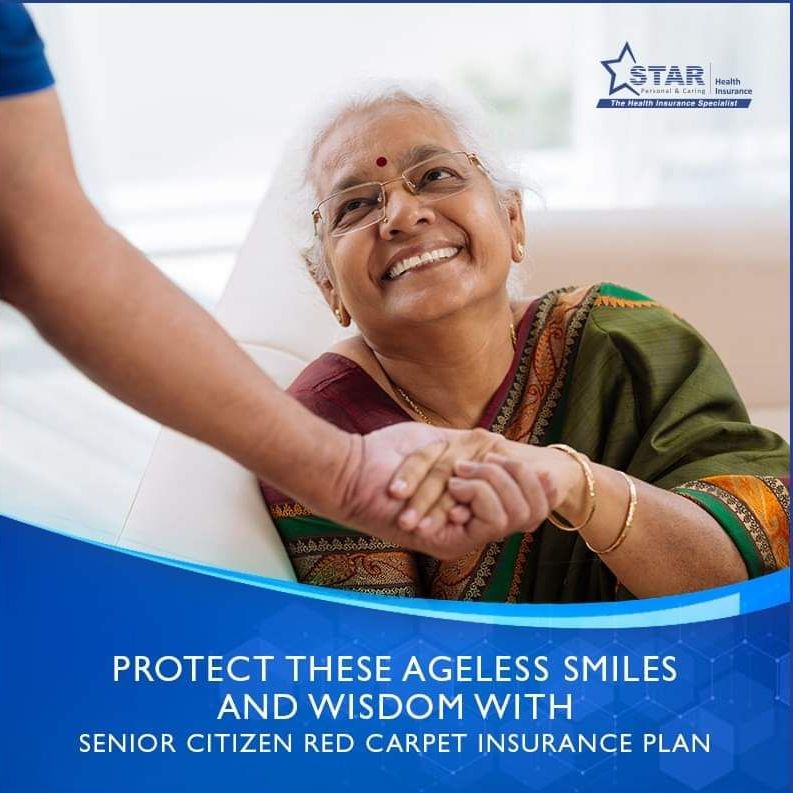 STAR
Health
Personal & Caring
Insurance
The Health Insurance Specialist
PROTECT THESE AGELESS SMILES
AND WISDOM WITH
SENIOR CITIZEN RED CARPET INSURANCE PLAN